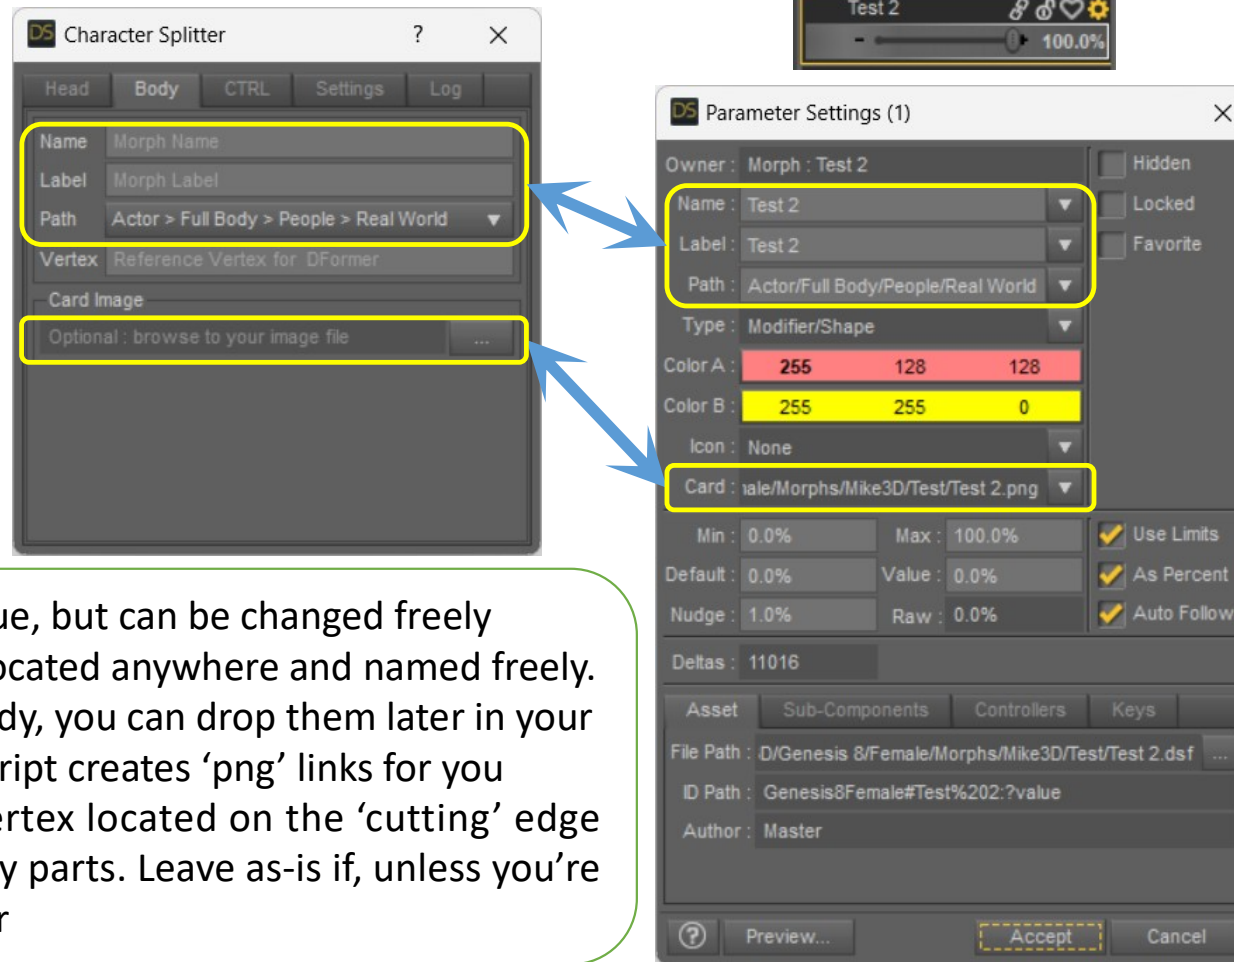 Test 2
- + 100.0%
DS Character Splitter ? ×
Head Body CTRL Settings Log
Name Morph Name
Label Morph Label
Path Actor > Full Body > People > Real World
Vertex Reference Vertex for DFormer
Card Image
Optional : browse to your image file ...
DS Parameter Settings (1) ×
Owner : Morph : Test 2 Hidden
Name : Test 2 Locked
Label : Test 2 Favorite
Path : Actor/Full Body/People/Real World
Type : Modifier/Shape
Color A : 255 128 128
Color B : 255 255 0
Icon : None
Card : ale/Morphs/Mike3D/Test/Test 2.png
Min : 0.0% Max : 100.0% Use Limits
Default : 0.0% Value : 0.0% As Percent
Nudge : 1.0% Raw : 0.0% Auto Follow
Deltas : 11016
Asset Sub-Components Controllers Keys
File Path : D/Genesis 8/Female/Morphs/Mike3D/Test/Test 2.dsf ...
ID Path : Genesis8Female#Test%202:?value
Author : Master
? Preview... Accept Cancel
ue, but can be changed freely
ocated anywhere and named freely.
dy, you can drop them later in your
ript creates ‘png’ links for you
ertex located on the ‘cutting’ edge
y parts. Leave as-is if, unless you’re
r